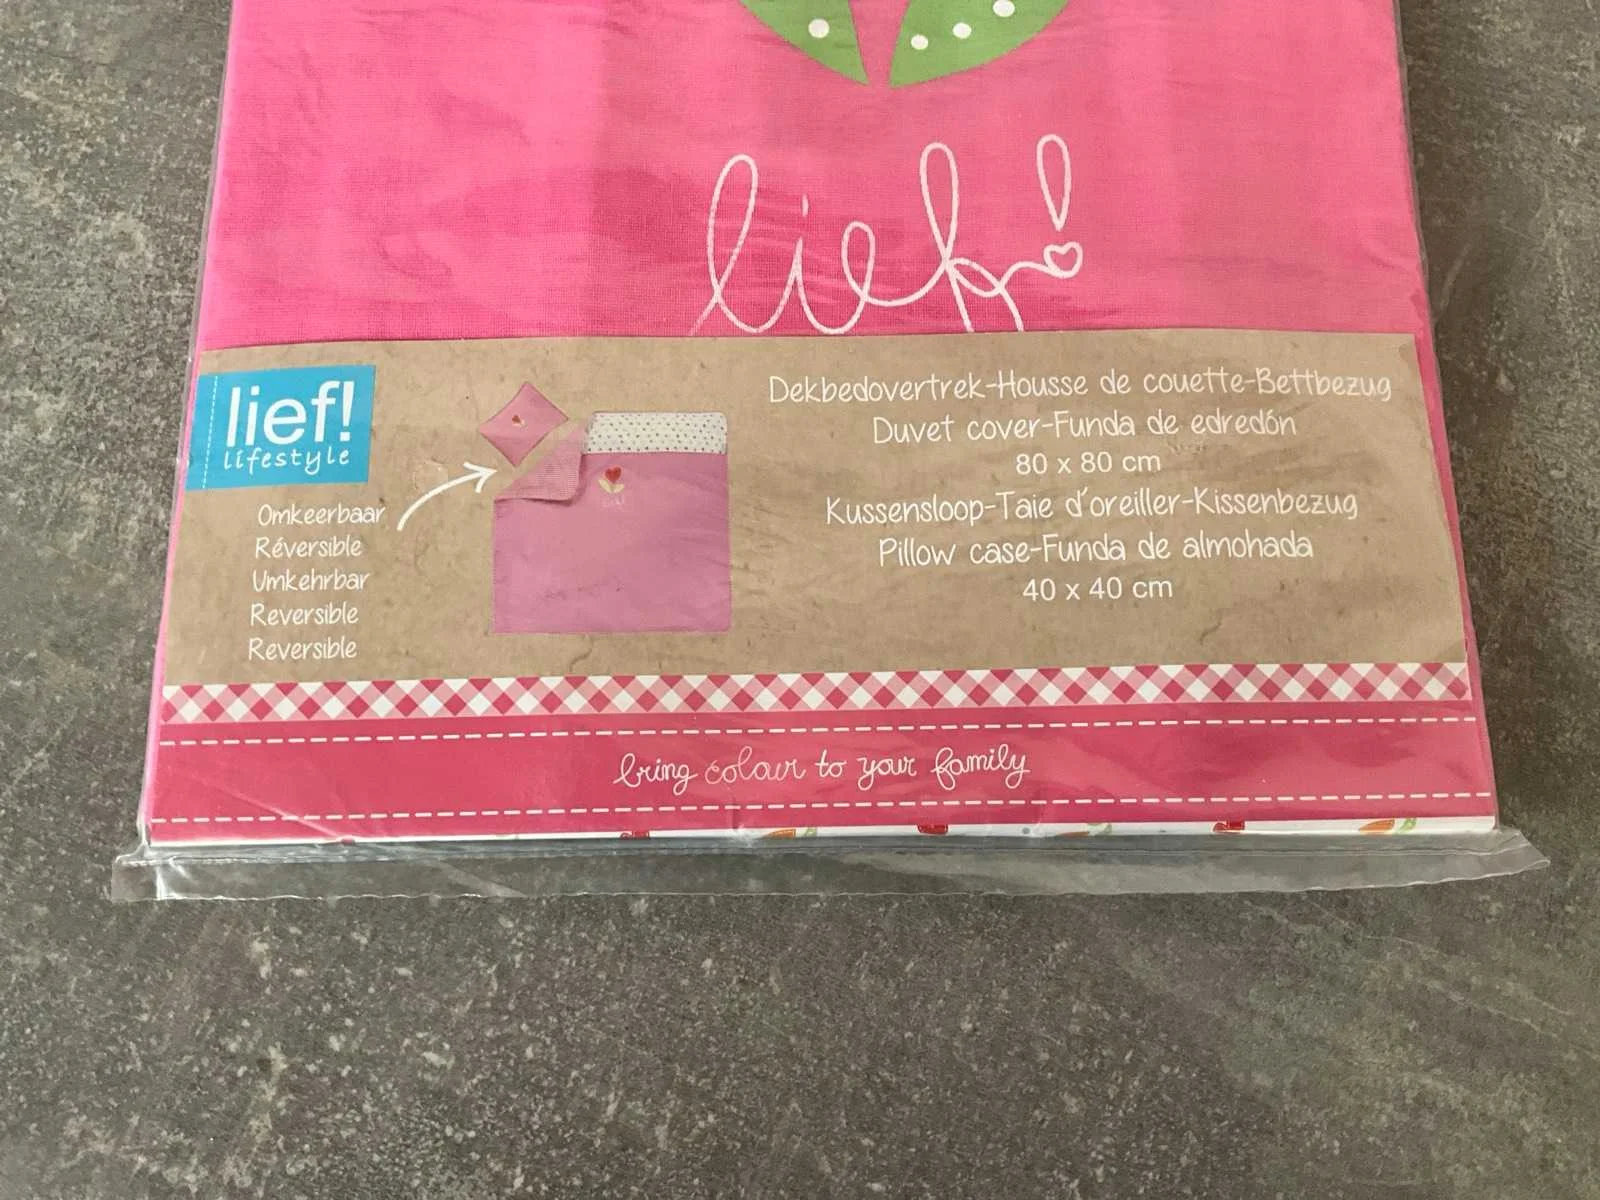 lief!
lief!
lifestyle
Omkeerbaar
Réversible
Umkehrbar
Reversible
Reversible
Dekbedovertrek-Housse de couette-Bettbezug
Duvet cover-Funda de edredón
80 x 80 cm
Kussensloop-Taie d'oreiller-Kissenbezug
Pillow case-Funda de almohada
40 x 40 cm
bring colour to your family